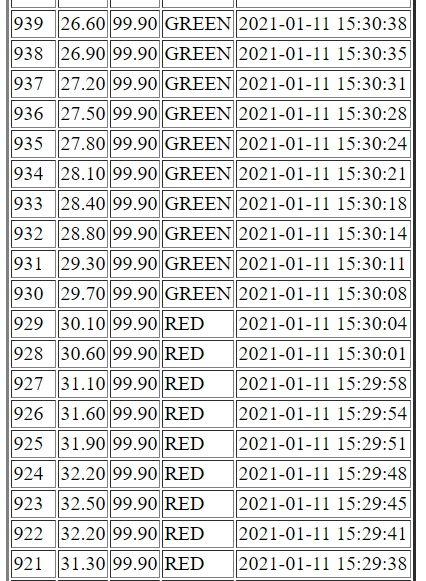 939 26.60 99.90 GREEN 2021-01-11 15:30:38
938 26.90 99.90 GREEN 2021-01-11 15:30:35
937 27.20 99.90 GREEN 2021-01-11 15:30:31
936 27.50 99.90 GREEN 2021-01-11 15:30:28
935 27.80 99.90 GREEN 2021-01-11 15:30:24
934 28.10 99.90 GREEN 2021-01-11 15:30:21
933 28.40 99.90 GREEN 2021-01-11 15:30:18
932 28.80 99.90 GREEN 2021-01-11 15:30:14
931 29.30 99.90 GREEN 2021-01-11 15:30:11
930 29.70 99.90 GREEN 2021-01-11 15:30:08
929 30.10 99.90 RED 2021-01-11 15:30:04
928 30.60 99.90 RED 2021-01-11 15:30:01
927 31.10 99.90 RED 2021-01-11 15:29:58
926 31.60 99.90 RED 2021-01-11 15:29:54
925 31.90 99.90 RED 2021-01-11 15:29:51
924 32.20 99.90 RED 2021-01-11 15:29:48
923 32.50 99.90 RED 2021-01-11 15:29:45
922 32.20 99.90 RED 2021-01-11 15:29:41
921 31.30 99.90 RED 2021-01-11 15:29:38